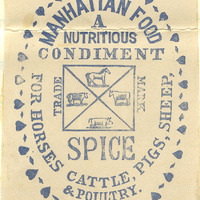 MANHATTAN FOOD
A
NUTRITIOUS
CONDIMENT
TRADE MARK
SPICE
FOR HORSES
CATTLE, PIGS, SHEEP,
& POULTRY.